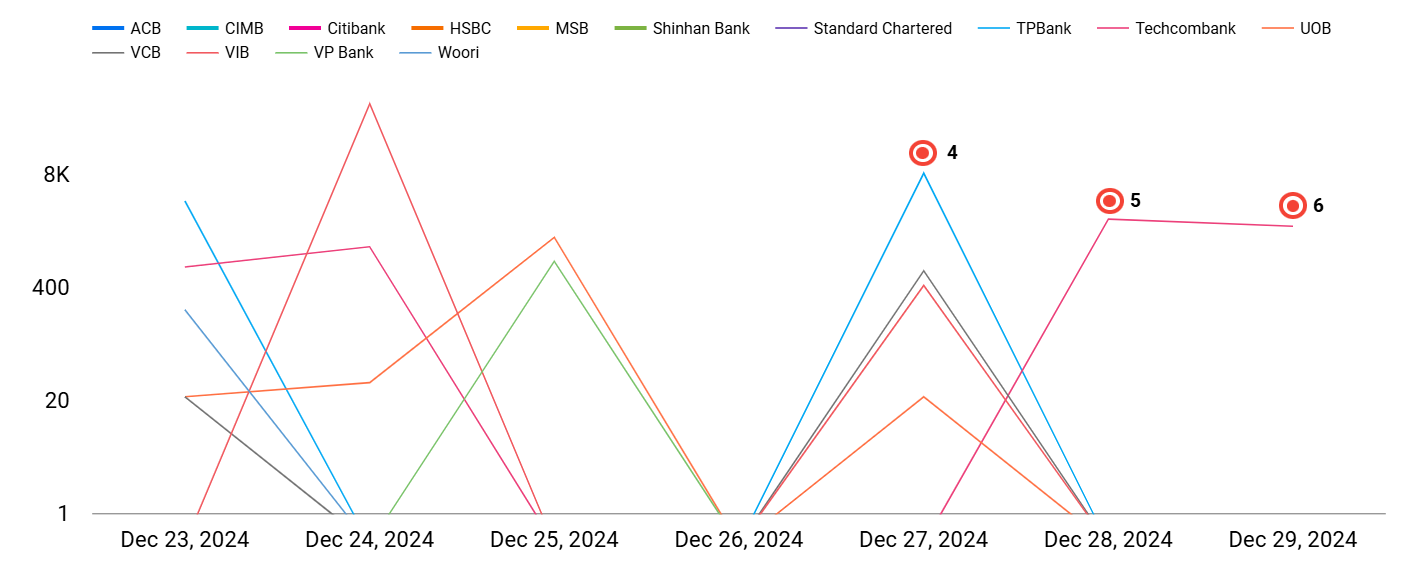 ACB CIMB Citibank HSBC MSB Shinhan Bank Standard Chartered TPBank Techcombank UOB
VCB VIB VP Bank Woori
4
8K
5
6
400
20
1
Dec 23, 2024 Dec 24, 2024 Dec 25, 2024 Dec 26, 2024 Dec 27, 2024 Dec 28, 2024 Dec 29, 2024